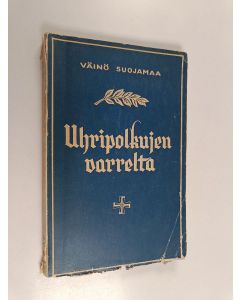 VÄINÖ SUOJAMAA
Uhripolkujen
varrelta